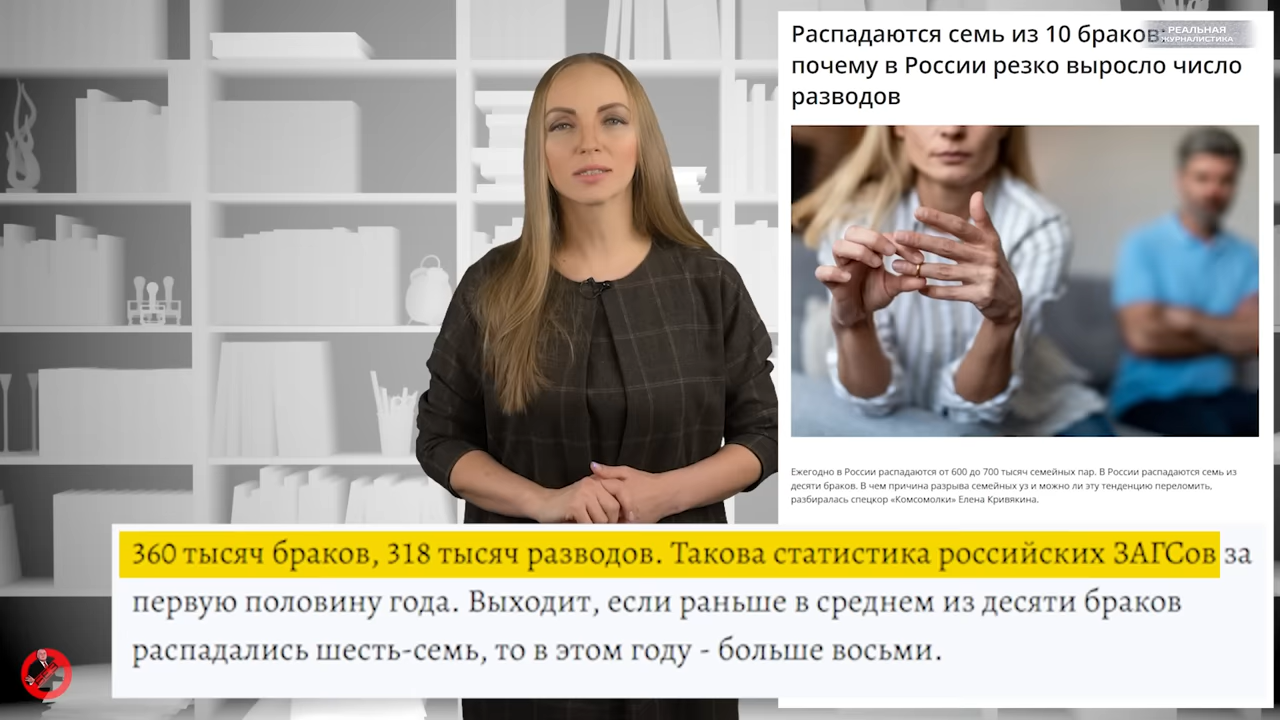 Распадаются семь из 10 браков:
почему в России резко выросло число
разводов
РЕАЛЬНАЯ
ЖУРНАЛИСТИКА
Ежегодно в России распадаются от 600 до 700 тысяч семейных пар. В России распадаются семь из
десяти браков. В чем причина разрыва семейных уз и можно ли эту тенденцию переломить,
разбиралась спецкор «Комсомолки» Елена Кривякина.
360 тысяч браков, 318 тысяч разводов. Такова статистика российских ЗАГСов за
первую половину года. Выходит, если раньше в среднем из десяти браков
распадались шесть-семь, то в этом году - больше восьми.